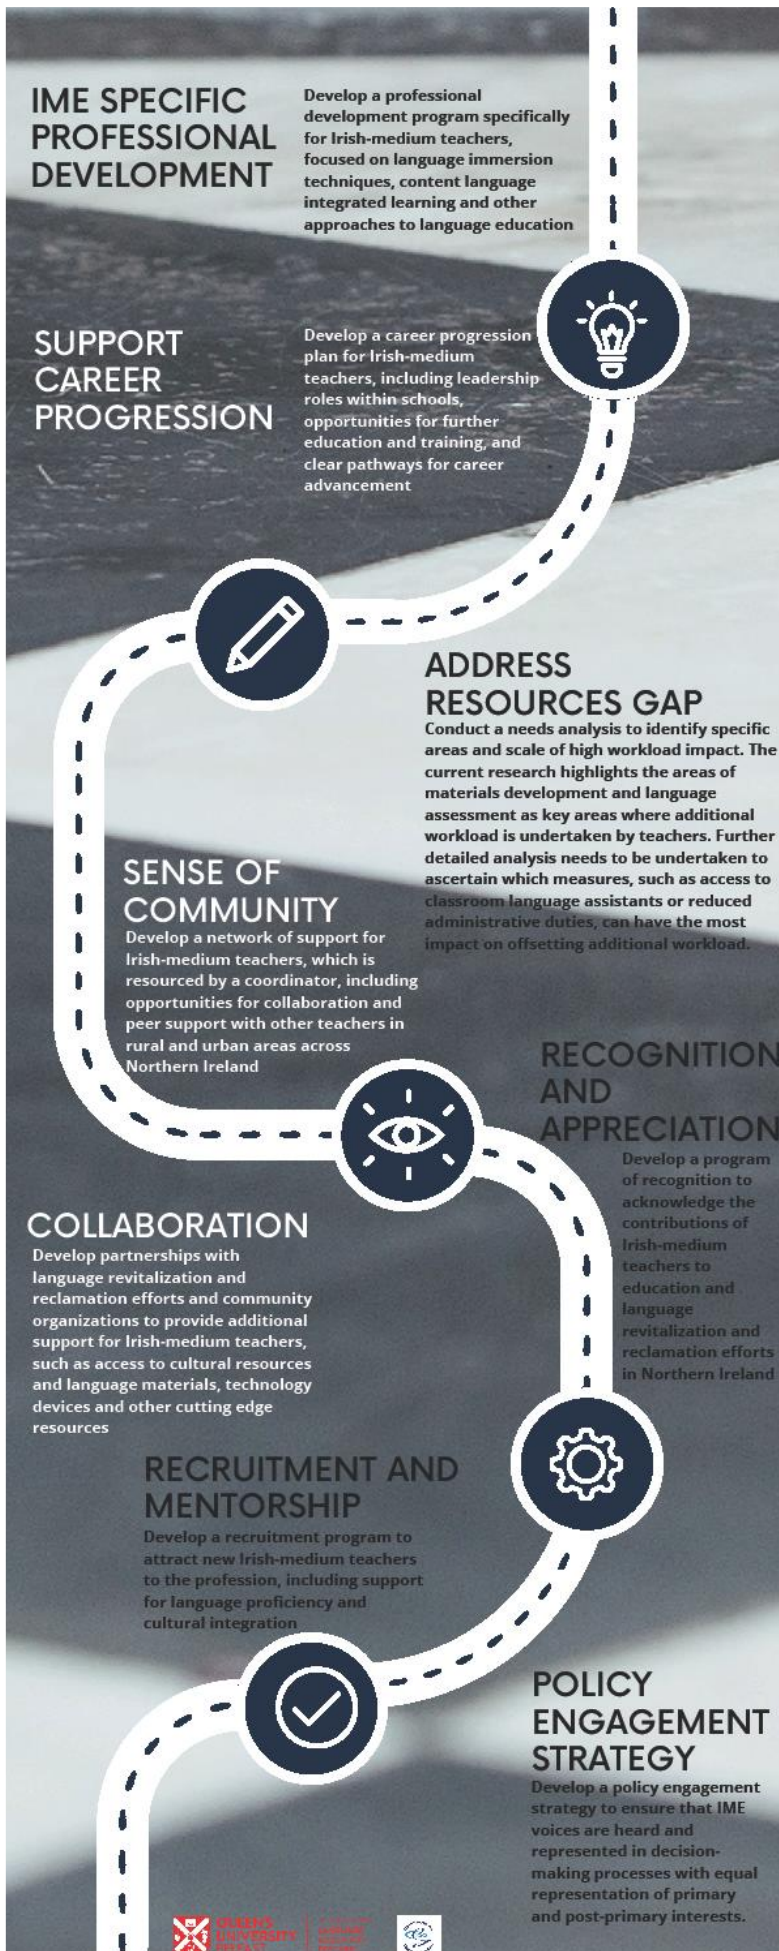 IME SPECIFIC
PROFESSIONAL
DEVELOPMENT
Develop a professional
development program specifically
for Irish-medium teachers,
focused on language immersion
techniques, content language
integrated learning and other
approaches to language education
SUPPORT
CAREER
PROGRESSION
Develop a career progression
plan for Irish-medium
teachers, including leadership
roles within schools,
opportunities for further
education and training, and
clear pathways for career
advancement
ADDRESS
RESOURCES GAP
Conduct a needs analysis to identify specific
areas and scale of high workload impact. The
current research highlights the areas of
materials development and language
assessment as key areas where additional
workload is undertaken by teachers. Further
detailed analysis needs to be undertaken to
ascertain which measures, such as access to
classroom language assistants or reduced
administrative duties, can have the most
impact on offsetting additional workload.
SENSE OF
COMMUNITY
Develop a network of support for
Irish-medium teachers, which is
resourced by a coordinator, including
opportunities for collaboration and
peer support with other teachers in
rural and urban areas across
Northern Ireland
RECOGNITION
AND
APPRECIATION
Develop a program
of recognition to
acknowledge the
contributions of
Irish-medium
teachers to
education and
language
revitalization and
reclamation efforts
in Northern Ireland
COLLABORATION
Develop partnerships with
language revitalization and
reclamation efforts and community
organizations to provide additional
support for Irish-medium teachers,
such as access to cultural resources
and language materials, technology
devices and other cutting edge
resources
RECRUITMENT AND
MENTORSHIP
Develop a recruitment program to
attract new Irish-medium teachers
to the profession, including support
for language proficiency and
cultural integration
POLICY
ENGAGEMENT
STRATEGY
Develop a policy engagement
strategy to ensure that IME
voices are heard and
represented in decision-
making processes with equal
representation of primary
and post-primary interests.
QUEEN'S
UNIVERSITY
BELFAST